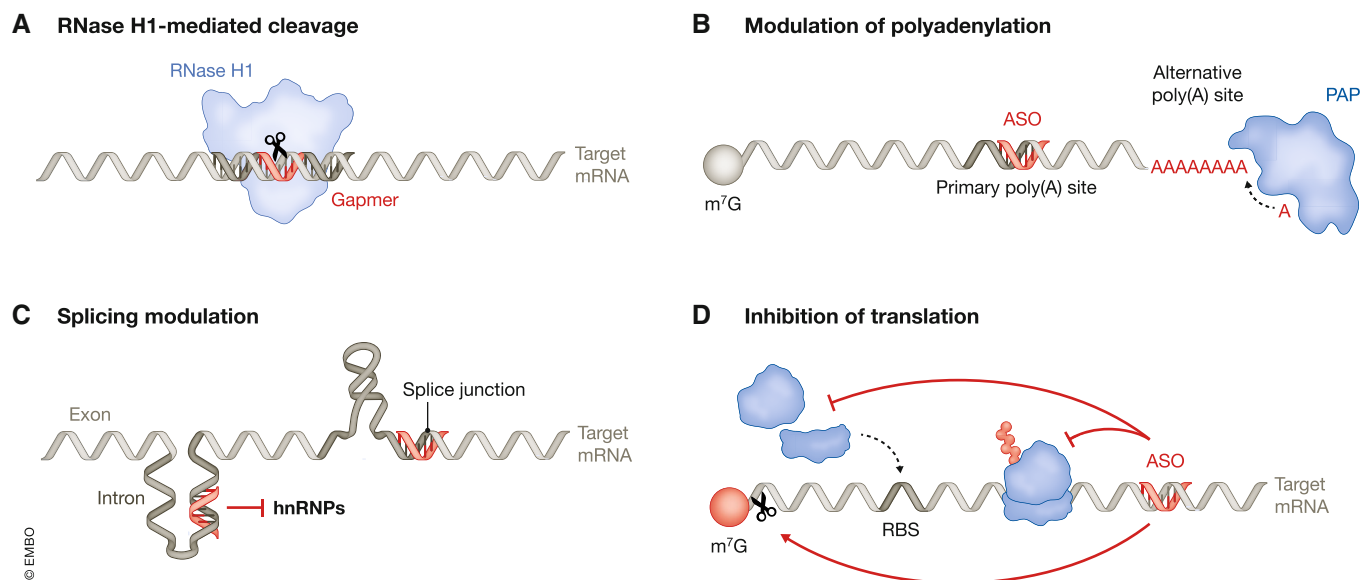 A RNase H1-mediated cleavage
RNase H1
Target
mRNA
Gapmer
B Modulation of polyadenylation
Alternative
poly(A) site
PAP
ASO
AAAAAAAA
Primary poly(A) site
m⁷G
A
C Splicing modulation
Splice junction
Exon
Target
mRNA
Intron
hnRNPs
D Inhibition of translation
ASO
Target
mRNA
RBS
m⁷G
© EMBO